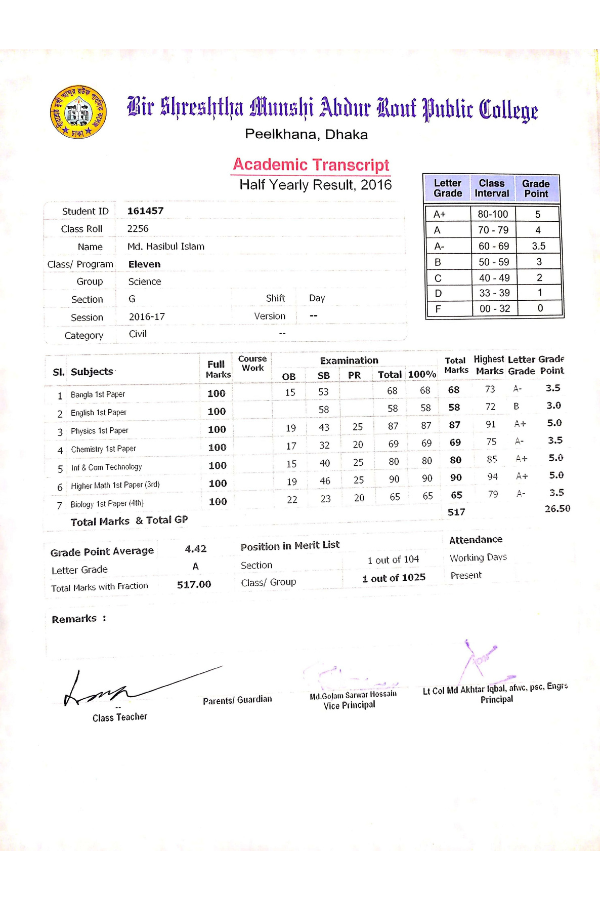 Bir Shreshtha Munshi Abdur Rouf Public College
Peelkhana, Dhaka
Academic Transcript
Half Yearly Result, 2016
Letter Grade Class Interval Grade Point
A+ 80-100 5
A 70 - 79 4
A- 60 - 69 3.5
B 50 - 59 3
C 40 - 49 2
D 33 - 39 1
F 00 - 32 0
Student ID 161457
Class Roll 2256
Name Md. Hasibul Islam
Class/ Program Eleven
Group Science
Section G Shift Day
Session 2016-17 Version --
Category Civil --
Sl. Subjects Full Marks Course Work Examination OB SB PR Total 100% Total Marks Highest Marks Letter Grade Grade Point
1 Bangla 1st Paper 100 15 53 68 68 68 73 A- 3.5
2 English 1st Paper 100 58 58 58 58 72 B 3.0
3 Physics 1st Paper 100 19 43 25 87 87 87 91 A+ 5.0
4 Chemistry 1st Paper 100 17 32 20 69 69 69 75 A- 3.5
5 Inf & Com Technology 100 15 40 25 80 80 80 85 A+ 5.0
6 Higher Math 1st Paper (3rd) 100 19 46 25 90 90 90 94 A+ 5.0
7 Biology 1st Paper (4th) 100 22 23 20 65 65 65 79 A- 3.5
Total Marks & Total GP 517 26.50
Grade Point Average 4.42
Letter Grade A
Total Marks with Fraction 517.00
Position in Merit List
Section 1 out of 104
Class/ Group 1 out of 1025
Attendance
Working Days
Present
Remarks :
--
Class Teacher
Parents/ Guardian
Md.Golam Sarwar Hossain
Vice Principal
Lt Col Md Akhtar Iqbal, afwc, psc, Engrs
Principal